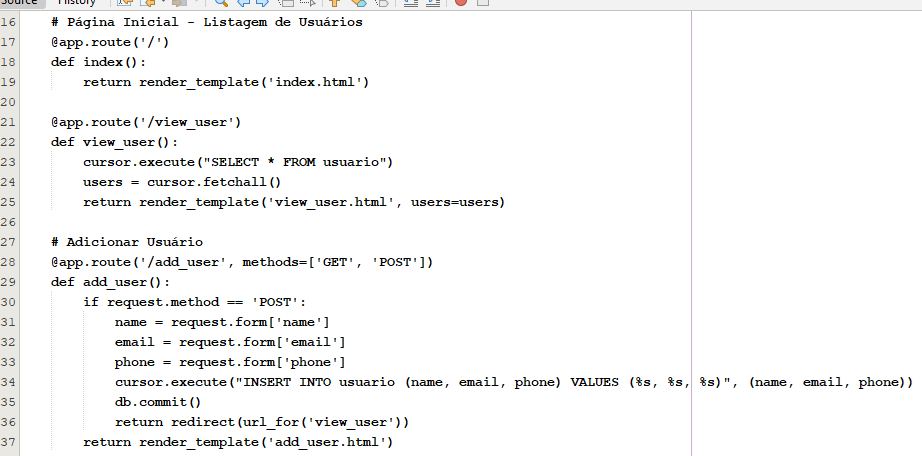 Source History
16 # Página Inicial - Listagem de Usuários
17 @app.route('/')
18 def index():
19 return render_template('index.html')
20
21 @app.route('/view_user')
22 def view_user():
23 cursor.execute("SELECT * FROM usuario")
24 users = cursor.fetchall()
25 return render_template('view_user.html', users=users)
26
27 # Adicionar Usuário
28 @app.route('/add_user', methods=['GET', 'POST'])
29 def add_user():
30 if request.method == 'POST':
31 name = request.form['name']
32 email = request.form['email']
33 phone = request.form['phone']
34 cursor.execute("INSERT INTO usuario (name, email, phone) VALUES (%s, %s, %s)", (name, email, phone))
35 db.commit()
36 return redirect(url_for('view_user'))
37 return render_template('add_user.html')